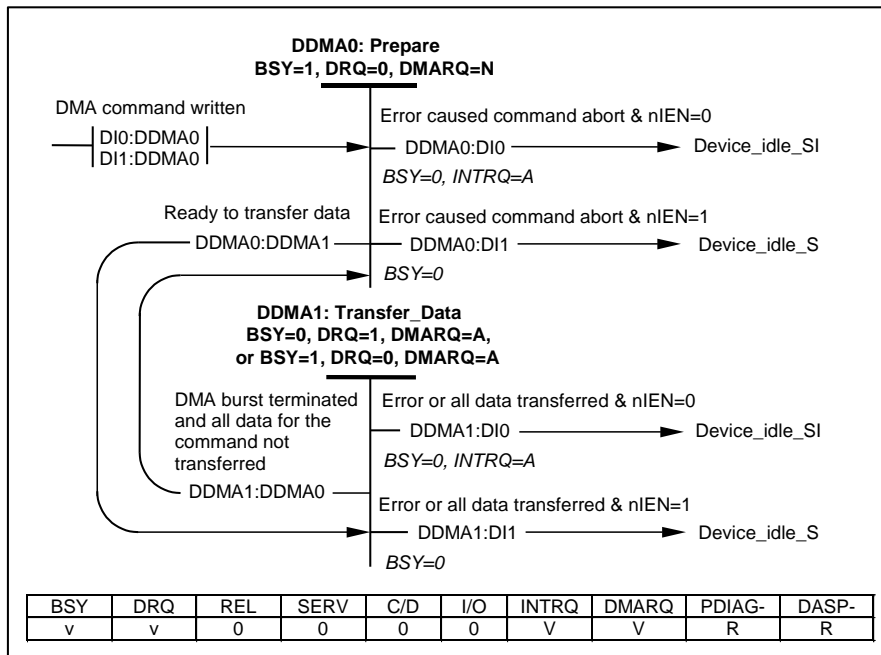 DDMA0: Prepare
BSY=1, DRQ=0, DMARQ=N
DMA command written
DI0:DDMA0
DI1:DDMA0
Error caused command abort & nIEN=0
DDMA0:DI0
Device_idle_SI
BSY=0, INTRQ=A
Ready to transfer data
DDMA0:DDMA1
Error caused command abort & nIEN=1
DDMA0:DI1
Device_idle_S
BSY=0
DDMA1: Transfer_Data
BSY=0, DRQ=1, DMARQ=A,
or BSY=1, DRQ=0, DMARQ=A
DMA burst terminated
and all data for the
command not
transferred
DDMA1:DDMA0
Error or all data transferred & nIEN=0
DDMA1:DI0
Device_idle_SI
BSY=0, INTRQ=A
Error or all data transferred & nIEN=1
DDMA1:DI1
Device_idle_S
BSY=0
BSY DRQ REL SERV C/D I/O INTRQ DMARQ PDIAG- DASP-
v v 0 0 0 0 V V R R